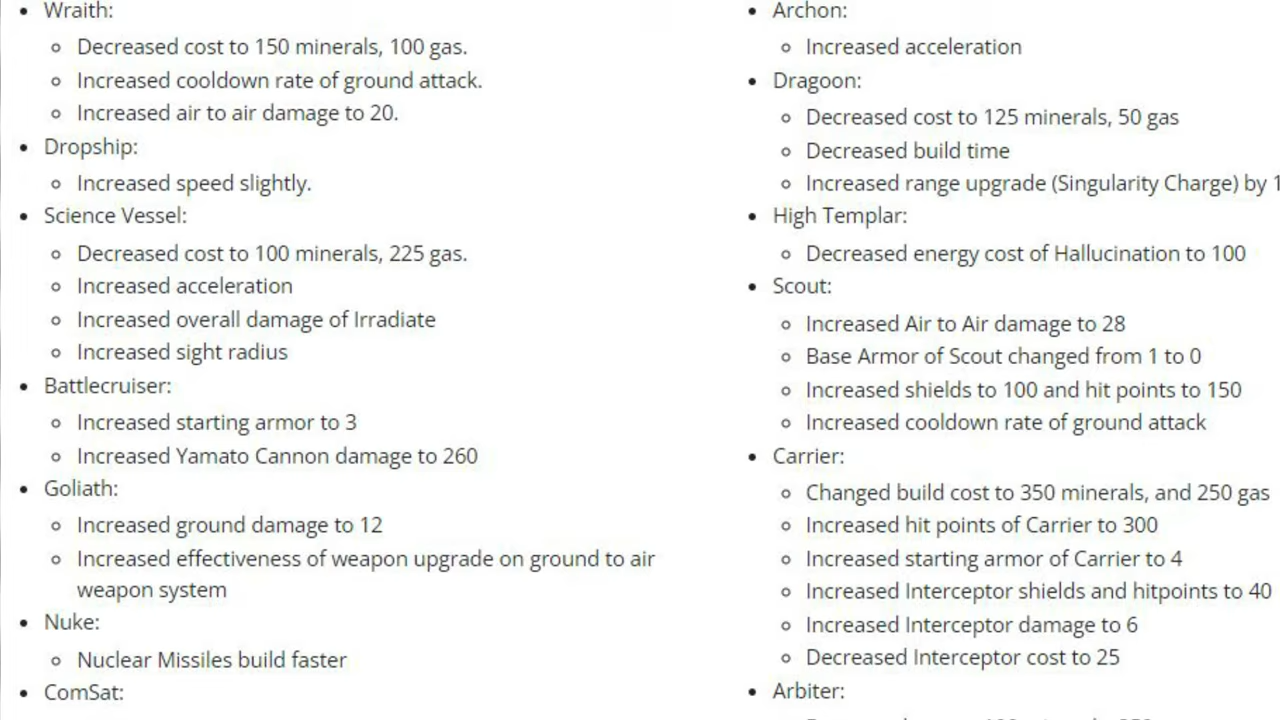 Wraith:
Decreased cost to 150 minerals, 100 gas.
Increased cooldown rate of ground attack.
Increased air to air damage to 20.
Dropship:
Increased speed slightly.
Science Vessel:
Decreased cost to 100 minerals, 225 gas.
Increased acceleration
Increased overall damage of Irradiate
Increased sight radius
Battlecruiser:
Increased starting armor to 3
Increased Yamato Cannon damage to 260
Goliath:
Increased ground damage to 12
Increased effectiveness of weapon upgrade on ground to air
weapon system
Nuke:
Nuclear Missiles build faster
ComSat:
Archon:
Increased acceleration
Dragoon:
Decreased cost to 125 minerals, 50 gas
Decreased build time
Increased range upgrade (Singularity Charge) by 1
High Templar:
Decreased energy cost of Hallucination to 100
Scout:
Increased Air to Air damage to 28
Base Armor of Scout changed from 1 to 0
Increased shields to 100 and hit points to 150
Increased cooldown rate of ground attack
Carrier:
Changed build cost to 350 minerals, and 250 gas
Increased hit points of Carrier to 300
Increased starting armor of Carrier to 4
Increased Interceptor shields and hitpoints to 40
Increased Interceptor damage to 6
Decreased Interceptor cost to 25
Arbiter: